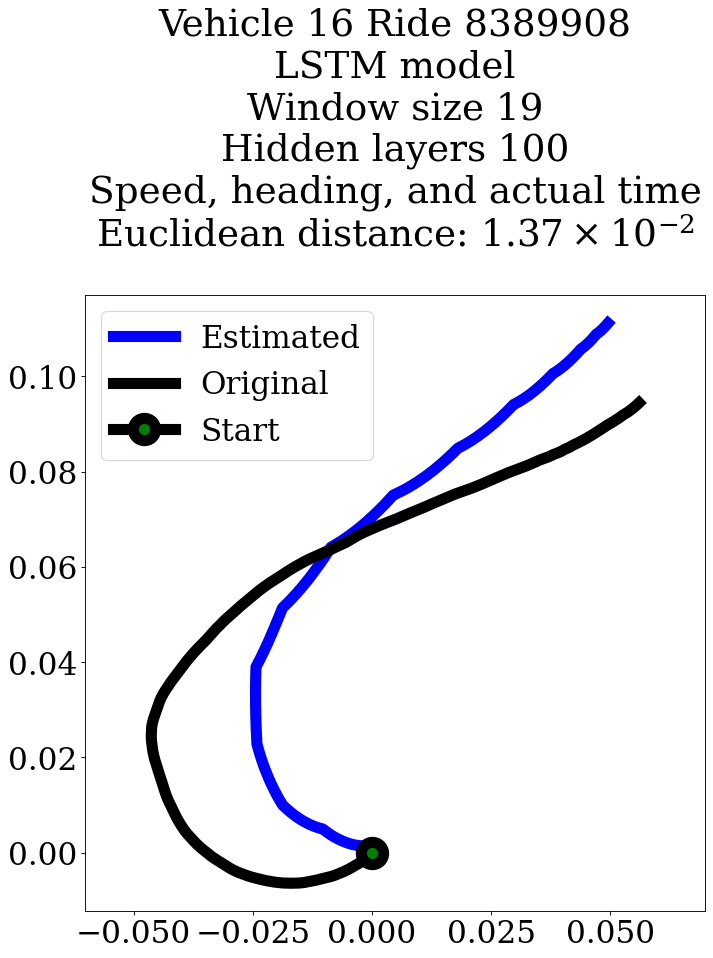 Vehicle 16 Ride 8389908
LSTM model
Window size 19
Hidden layers 100
Speed, heading, and actual time
Euclidean distance: 1.37 × 10⁻²
Estimated
Original
Start
0.10
0.08
0.06
0.04
0.02
0.00
−0.050 −0.025 0.000 0.025 0.050